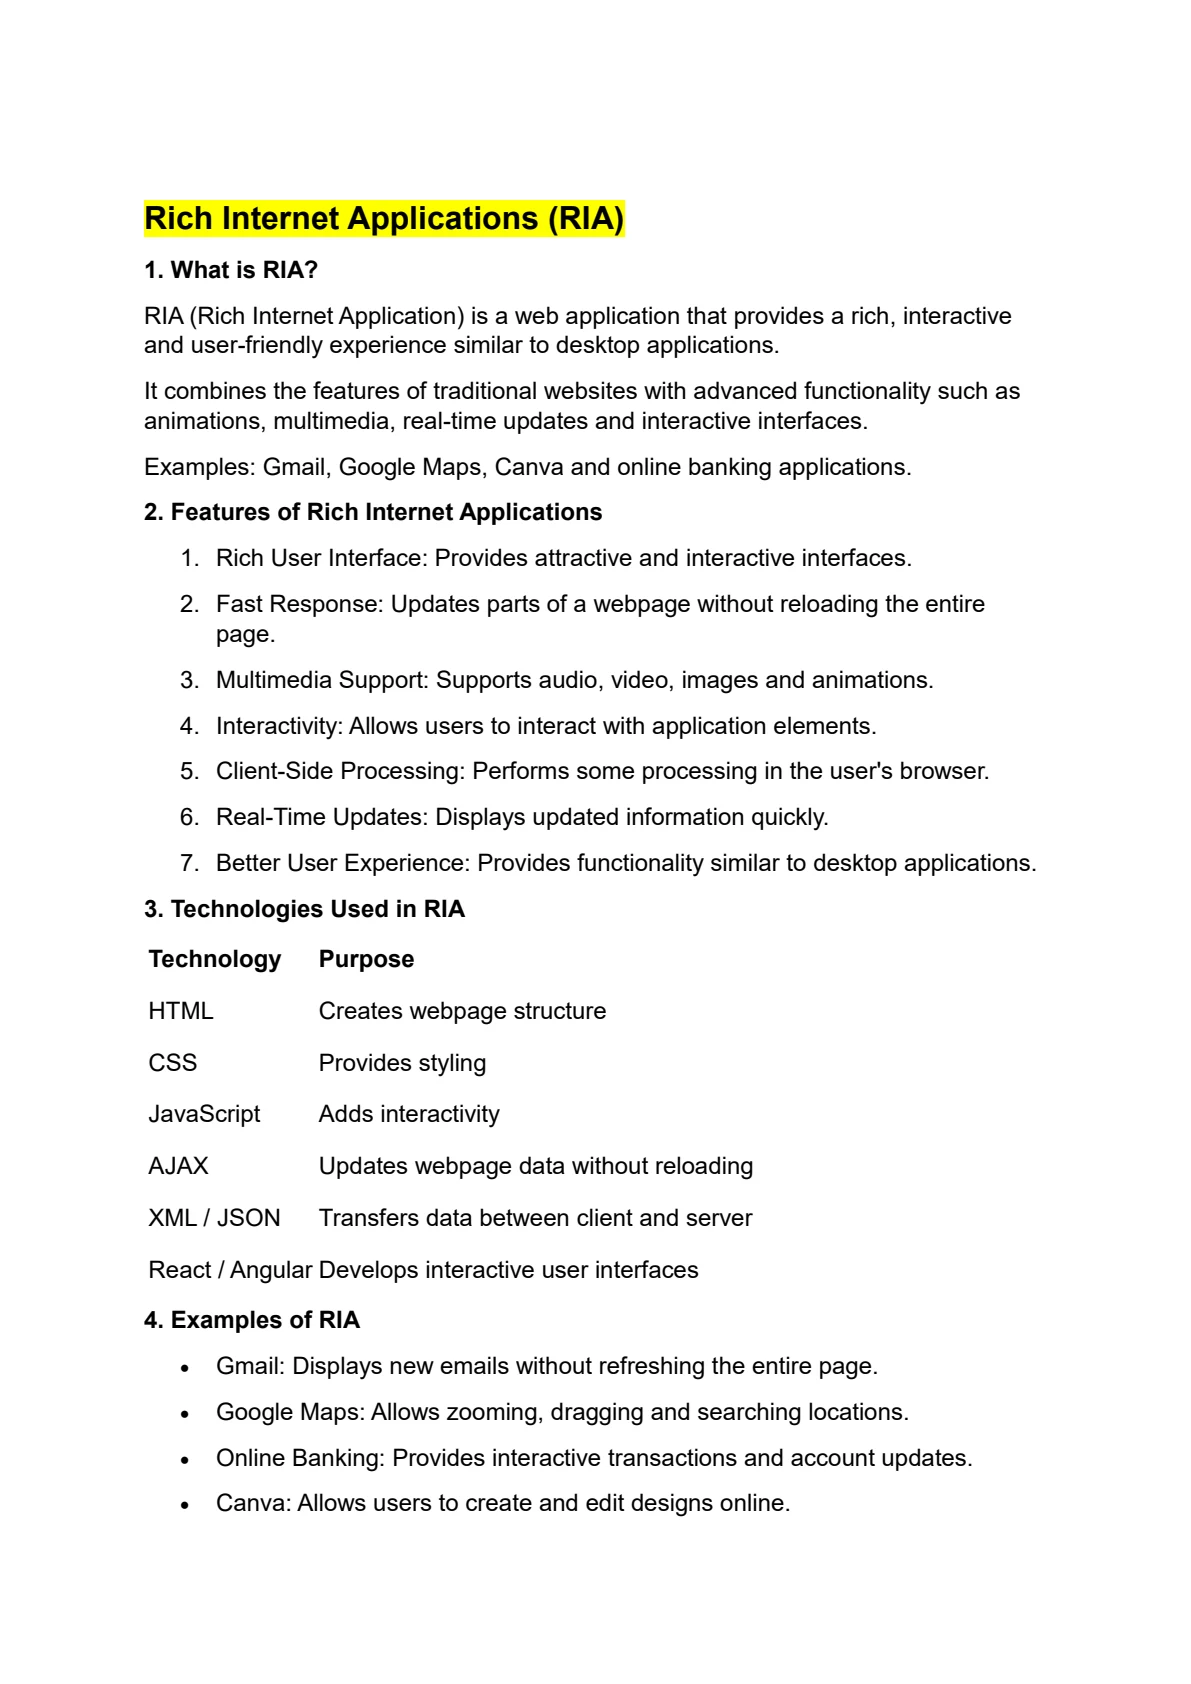 Rich Internet Applications (RIA)
1. What is RIA?
RIA (Rich Internet Application) is a web application that provides a rich, interactive
and user-friendly experience similar to desktop applications.
It combines the features of traditional websites with advanced functionality such as
animations, multimedia, real-time updates and interactive interfaces.
Examples: Gmail, Google Maps, Canva and online banking applications.
2. Features of Rich Internet Applications
1. Rich User Interface: Provides attractive and interactive interfaces.
2. Fast Response: Updates parts of a webpage without reloading the entire
page.
3. Multimedia Support: Supports audio, video, images and animations.
4. Interactivity: Allows users to interact with application elements.
5. Client-Side Processing: Performs some processing in the user's browser.
6. Real-Time Updates: Displays updated information quickly.
7. Better User Experience: Provides functionality similar to desktop applications.
3. Technologies Used in RIA
Technology Purpose
HTML Creates webpage structure
CSS Provides styling
JavaScript Adds interactivity
AJAX Updates webpage data without reloading
XML / JSON Transfers data between client and server
React / Angular Develops interactive user interfaces
4. Examples of RIA
• Gmail: Displays new emails without refreshing the entire page.
• Google Maps: Allows zooming, dragging and searching locations.
• Online Banking: Provides interactive transactions and account updates.
• Canva: Allows users to create and edit designs online.